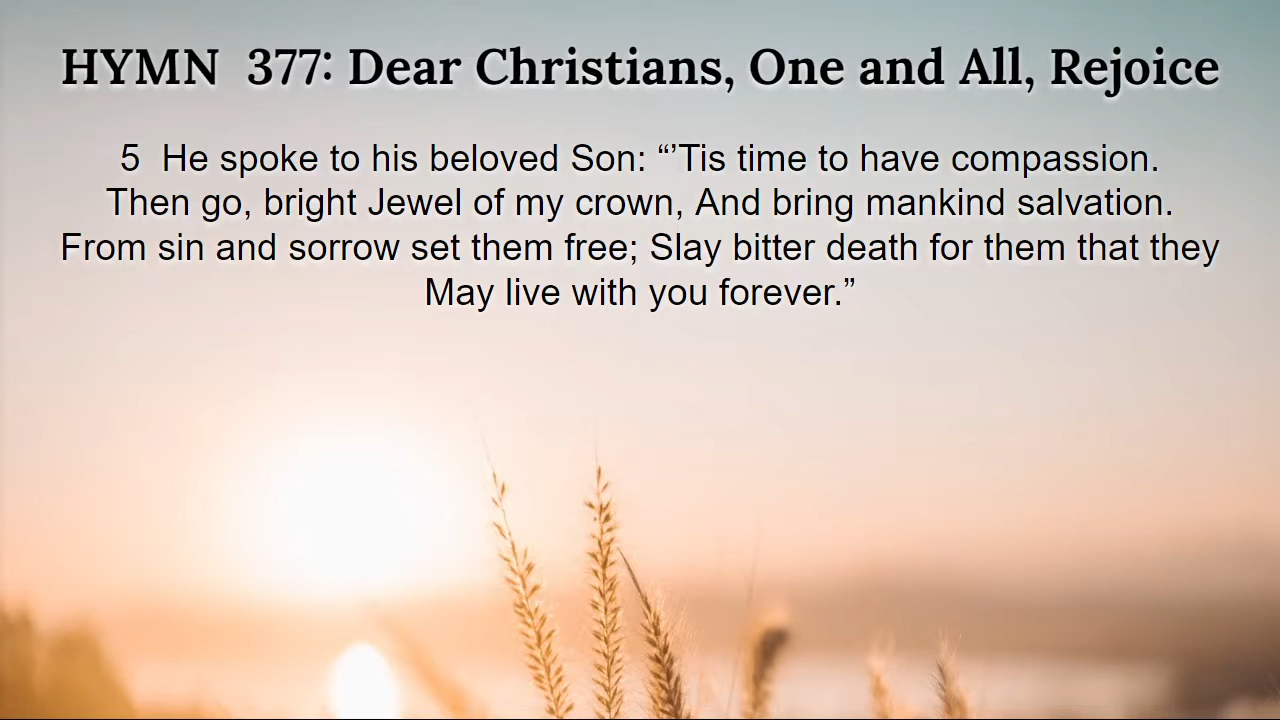 HYMN  377: Dear Christians, One and All, Rejoice
5  He spoke to his beloved Son: “’Tis time to have compassion.
Then go, bright Jewel of my crown, And bring mankind salvation.
From sin and sorrow set them free; Slay bitter death for them that they
May live with you forever.”